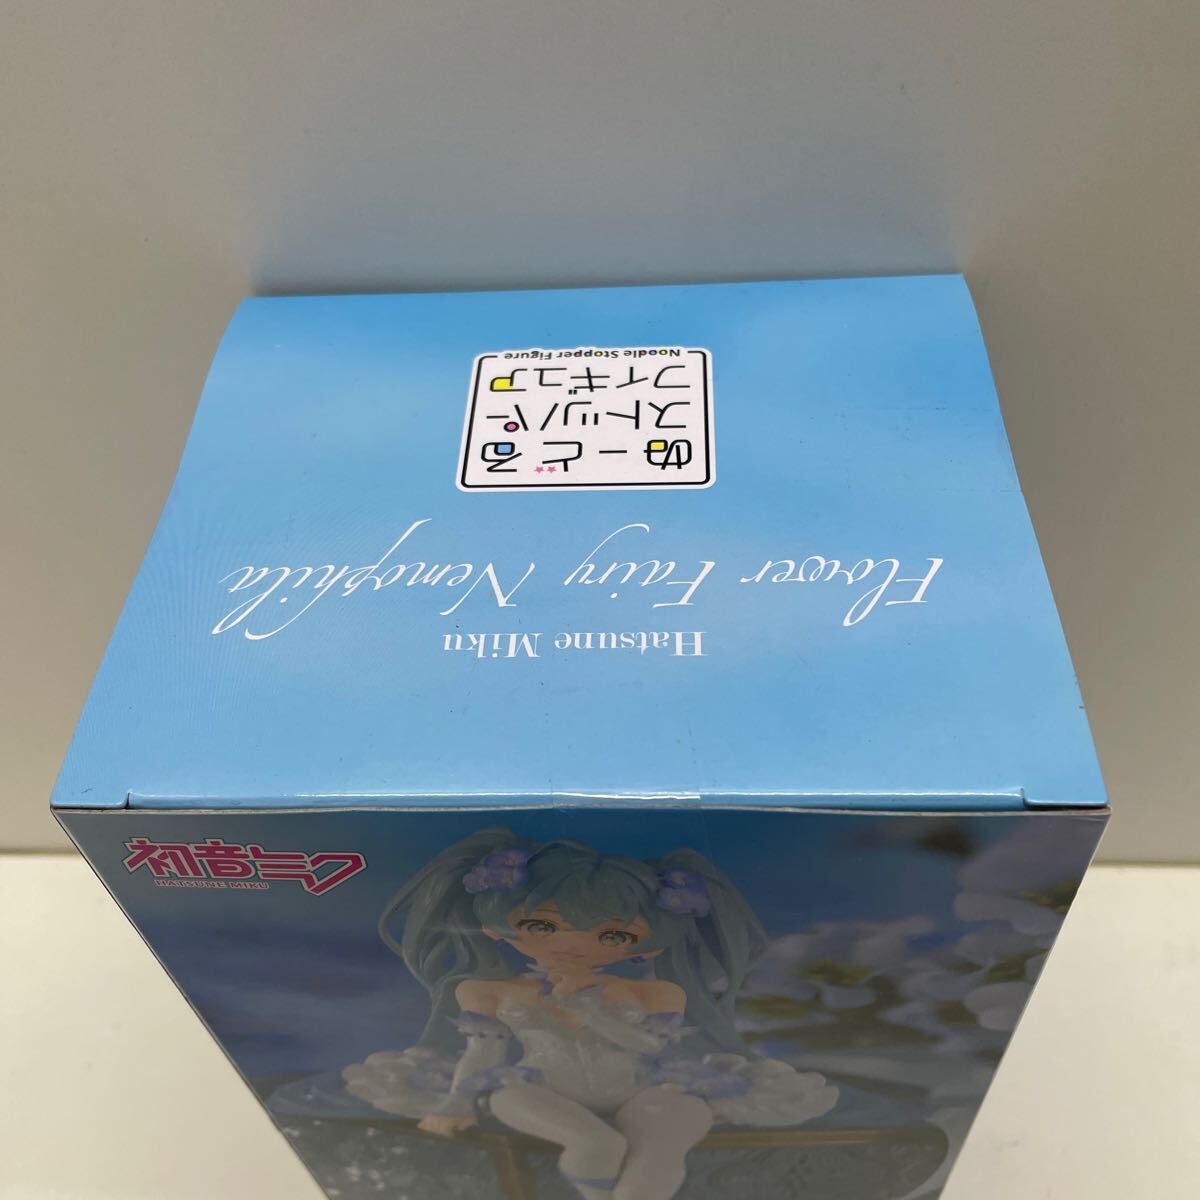 Hatsune Miku
Flower Fairy Nemophila
ぬーどる
ストッパー
フィギュア
Noodle Stopper Figure
初音ミク
HATSUNE MIKU